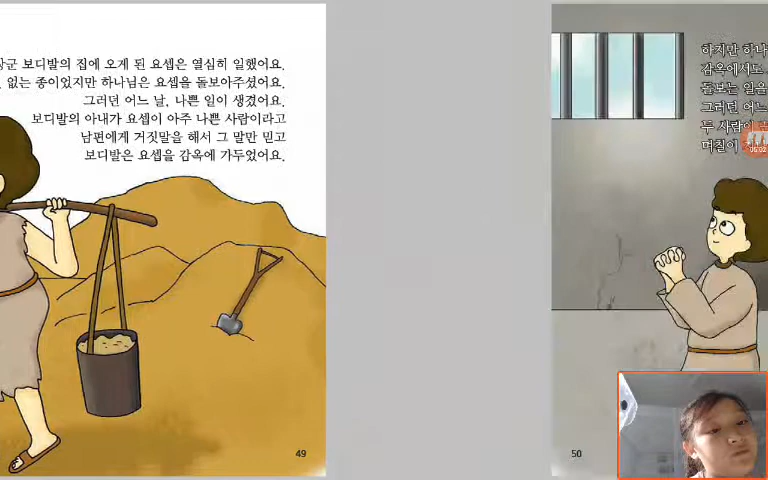 장군 보디발의 집에 오게 된 요셉은 열심히 일했어요.
없는 종이었지만 하나님은 요셉을 돌보아주셨어요.
그러던 어느 날, 나쁜 일이 생겼어요.
보디발의 아내가 요셉이 아주 나쁜 사람이라고
남편에게 거짓말을 해서 그 말만 믿고
보디발은 요셉을 감옥에 가두었어요.
49
하지만 하나
감옥에서도
돌보는 일을
그러던 어느
두 사람이
며칠이
50